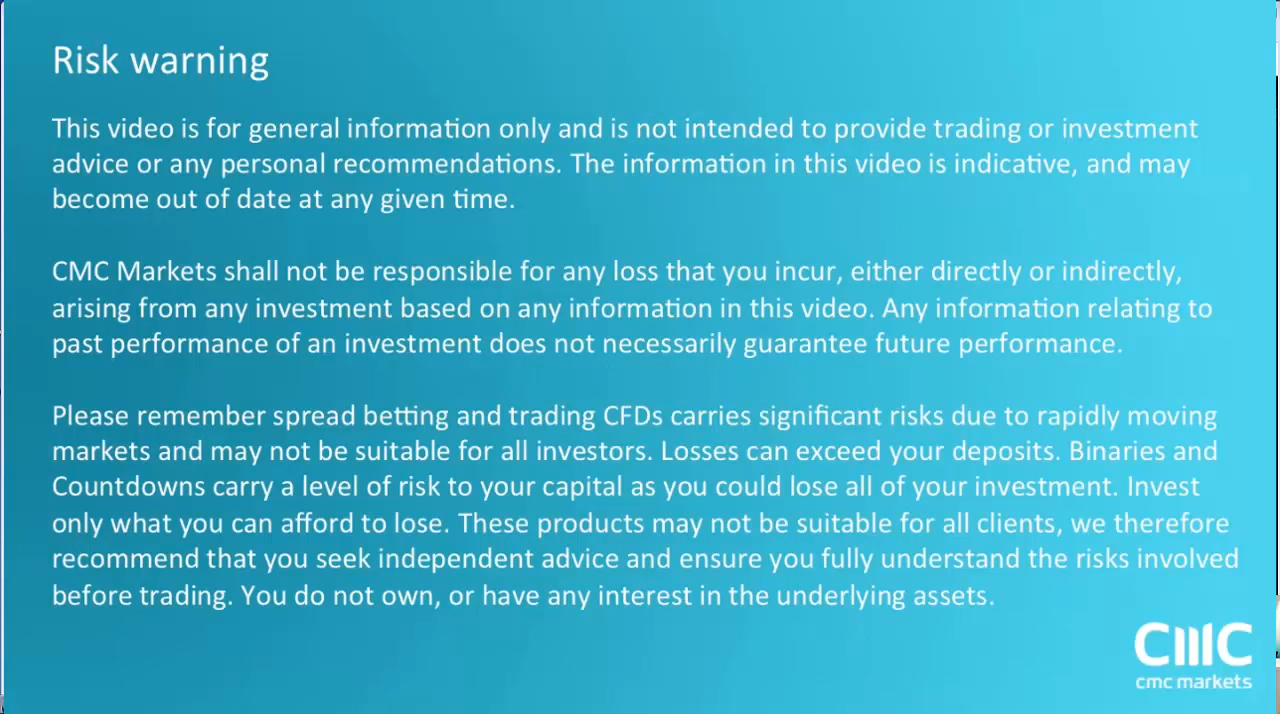 Risk warning
This video is for general information only and is not intended to provide trading or investment
advice or any personal recommendations. The information in this video is indicative, and may
become out of date at any given time.
CMC Markets shall not be responsible for any loss that you incur, either directly or indirectly,
arising from any investment based on any information in this video. Any information relating to
past performance of an investment does not necessarily guarantee future performance.
Please remember spread betting and trading CFDs carries significant risks due to rapidly moving
markets and may not be suitable for all investors. Losses can exceed your deposits. Binaries and
Countdowns carry a level of risk to your capital as you could lose all of your investment. Invest
only what you can afford to lose. These products may not be suitable for all clients, we therefore
recommend that you seek independent advice and ensure you fully understand the risks involved
before trading. You do not own, or have any interest in the underlying assets.
CMC
cmc markets